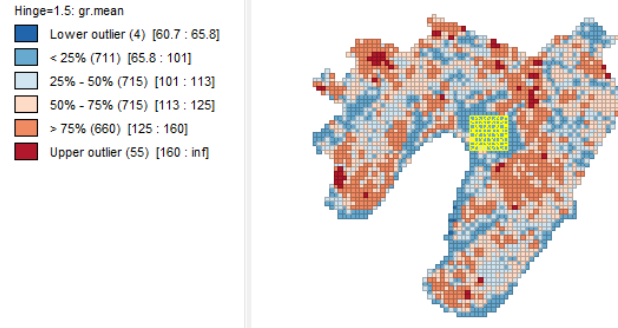 Hinge=1.5: gr.mean
Lower outlier (4) [60.7 : 65.8]
< 25% (711) [65.8 : 101]
25% - 50% (715) [101 : 113]
50% - 75% (715) [113 : 125]
> 75% (660) [125 : 160]
Upper outlier (55) [160 : inf]